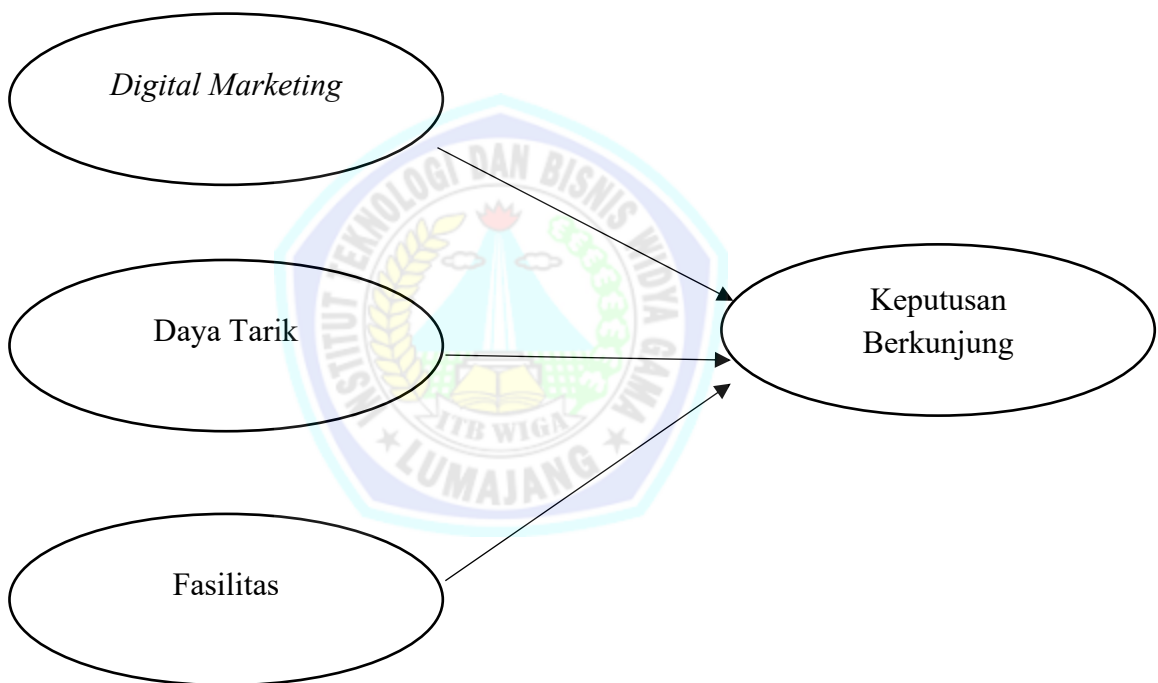 Digital Marketing
INSTITUT TEKNOLOGI DAN BISNIS WIDYA GAMA
Daya Tarik
Keputusan
Berkunjung
ITB WIGA
LUMAJANG
Fasilitas